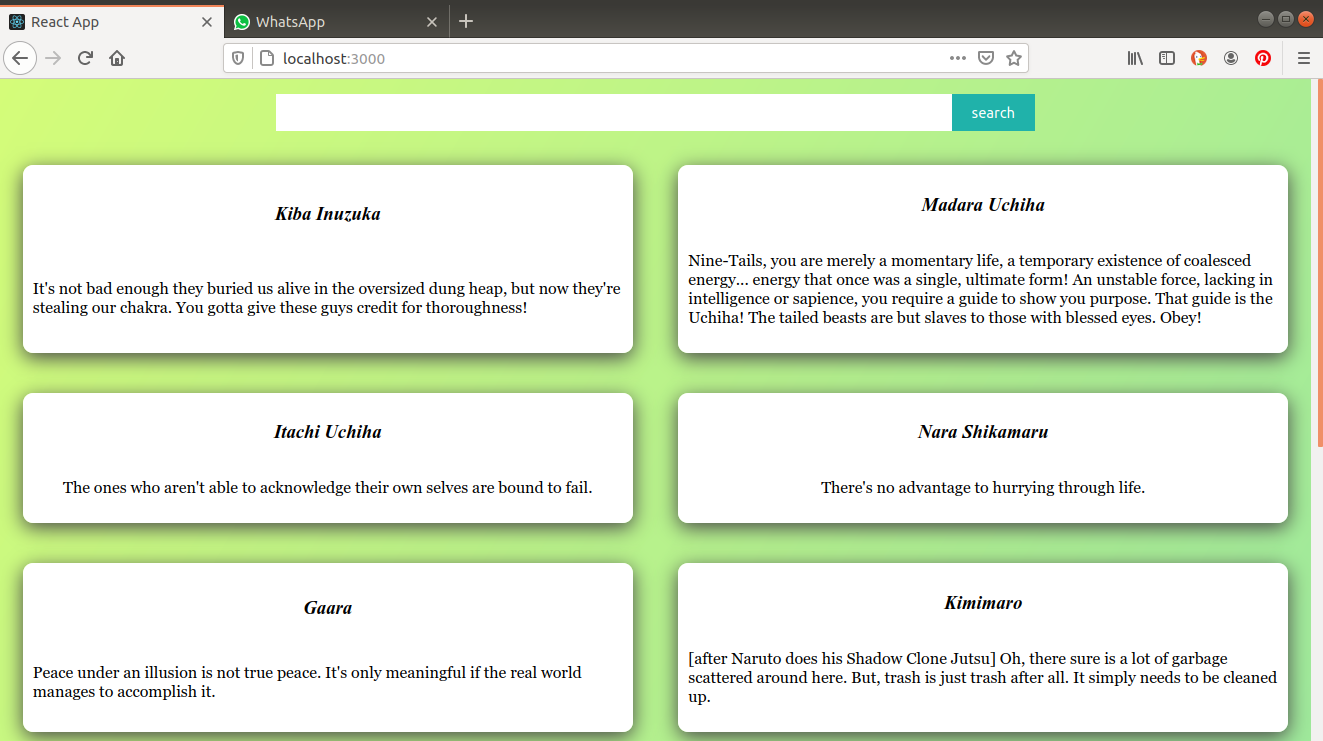 React App
WhatsApp
localhost:3000
search
Kiba Inuzuka
It's not bad enough they buried us alive in the oversized dung heap, but now they're
stealing our chakra. You gotta give these guys credit for thoroughness!
Madara Uchiha
Nine-Tails, you are merely a momentary life, a temporary existence of coalesced
energy... energy that once was a single, ultimate form! An unstable force, lacking in
intelligence or sapience, you require a guide to show you purpose. That guide is the
Uchiha! The tailed beasts are but slaves to those with blessed eyes. Obey!
Itachi Uchiha
The ones who aren't able to acknowledge their own selves are bound to fail.
Nara Shikamaru
There's no advantage to hurrying through life.
Gaara
Peace under an illusion is not true peace. It's only meaningful if the real world
manages to accomplish it.
Kimimaro
[after Naruto does his Shadow Clone Jutsu] Oh, there sure is a lot of garbage
scattered around here. But, trash is just trash after all. It simply needs to be cleaned
up.